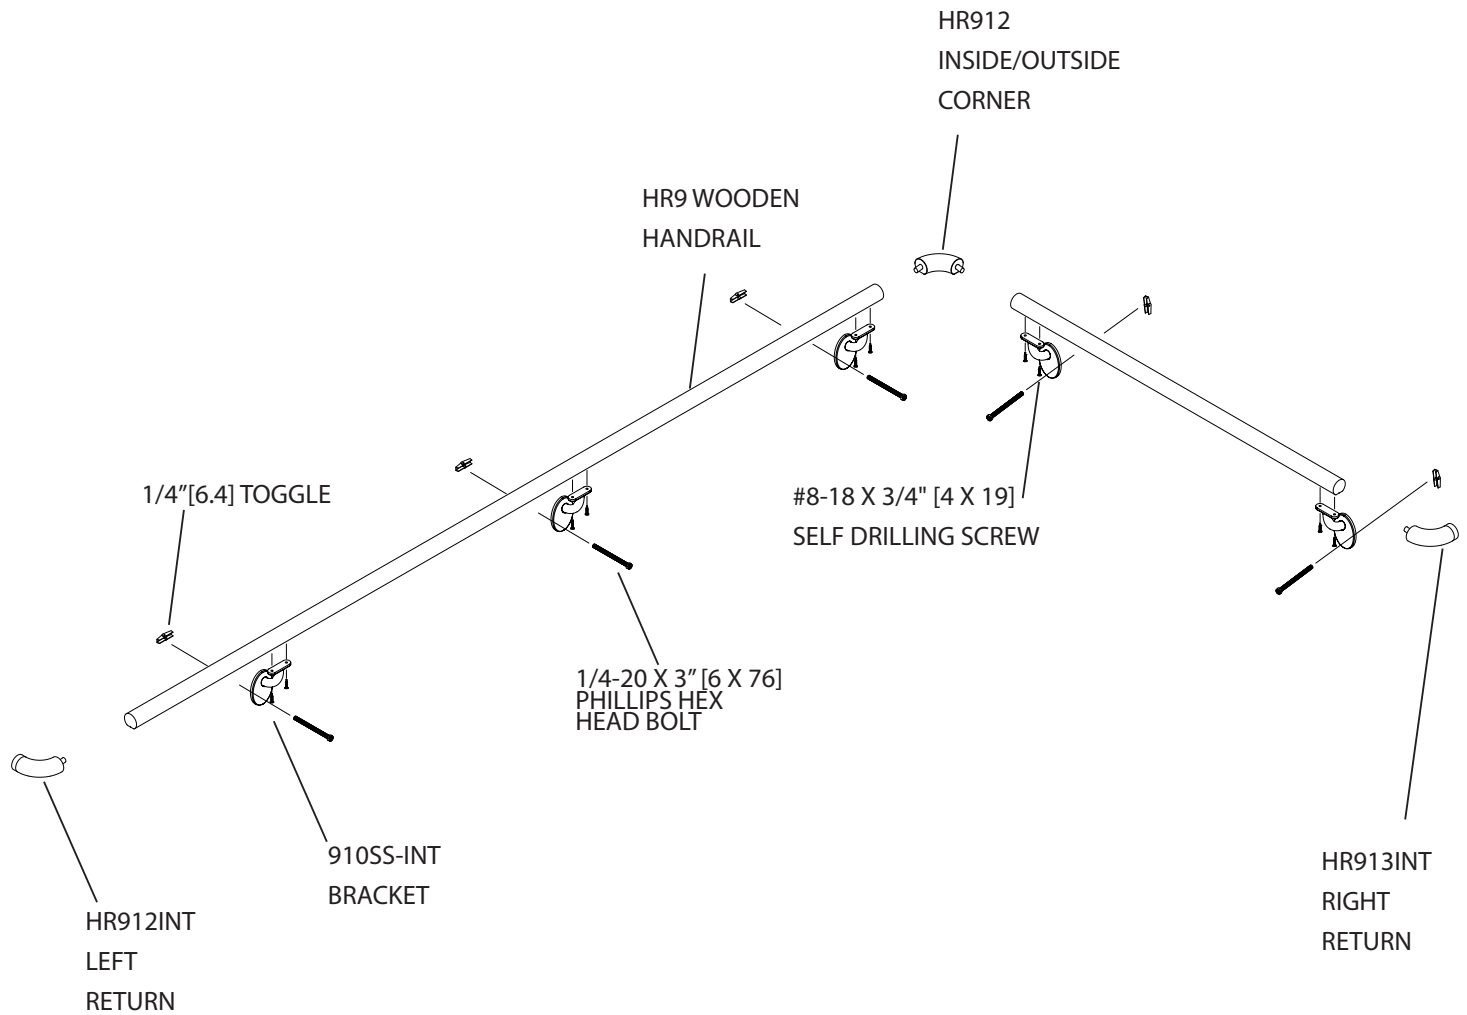 HR912
INSIDE/OUTSIDE
CORNER
HR9 WOODEN
HANDRAIL
1/4”[6.4] TOGGLE
#8-18 X 3/4" [4 X 19]
SELF DRILLING SCREW
1/4-20 X 3” [6 X 76]
PHILLIPS HEX
HEAD BOLT
910SS-INT
BRACKET
HR912INT
LEFT
RETURN
HR913INT
RIGHT
RETURN